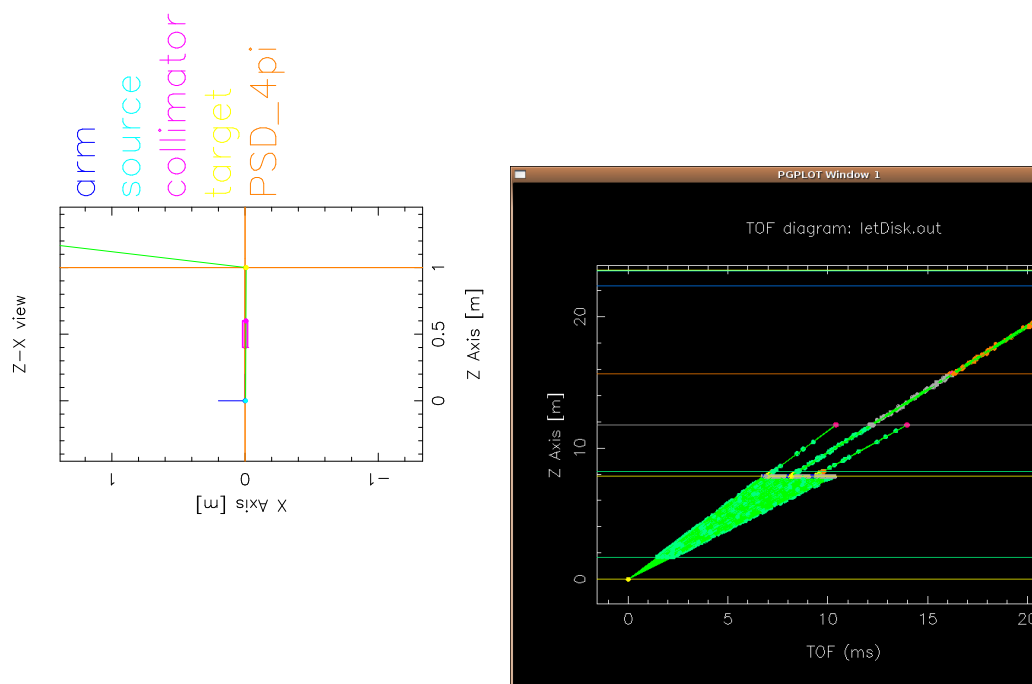 arm
source
collimator
target
PSD_4pi
Z-X view
1
0.5
0
Z Axis [m]
1
0
-1
X Axis [m]
PGPLOT Window 1
TOF diagram: letDisk.out
20
10
0
Z Axis [m]
0
5
10
15
20
TOF (ms)